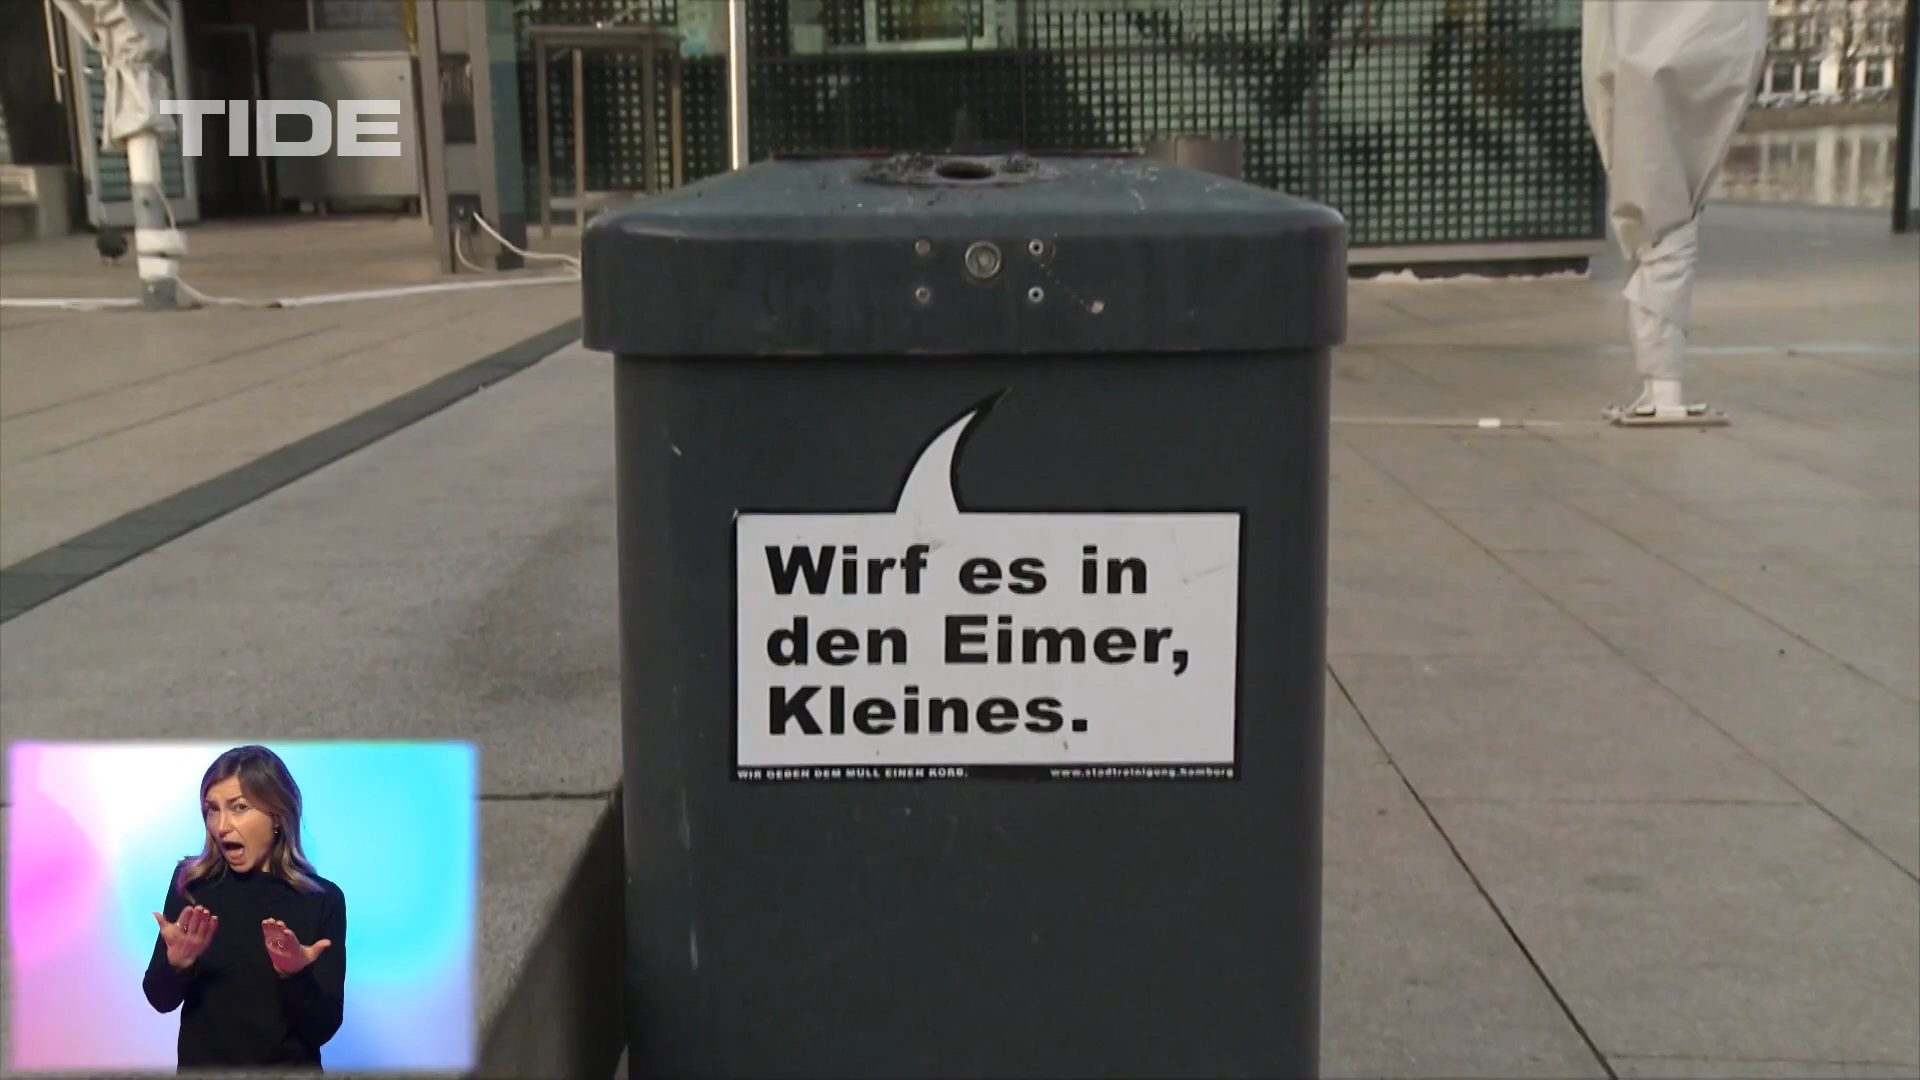 TIDE
Wirf es in
den Eimer,
Kleines.
WIR GEBEN DEM MÜLL EINEN KORB. www.stadtreinigung.hamburg